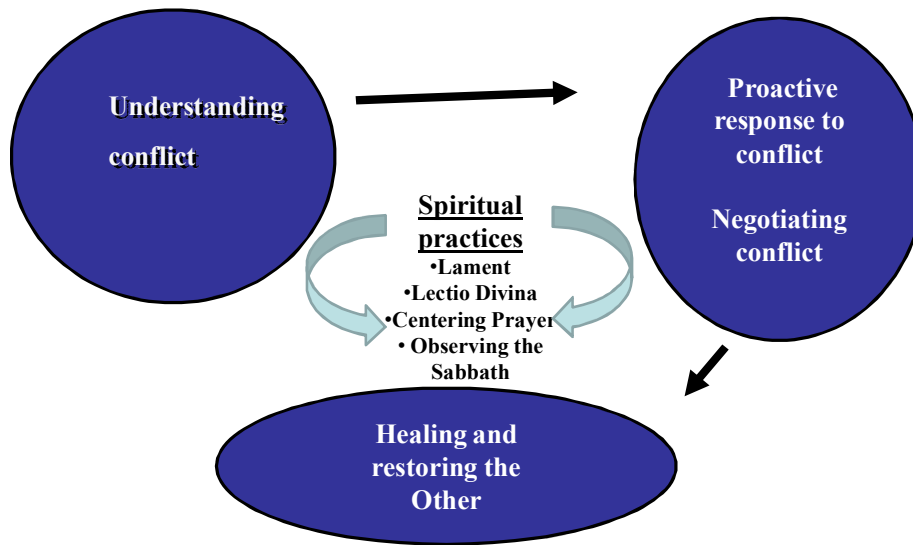 Understanding
conflict
Proactive
response to
conflict
Negotiating
conflict
Spiritual
practices
•Lament
•Lectio Divina
•Centering Prayer
• Observing the
Sabbath
Healing and
restoring the
Other